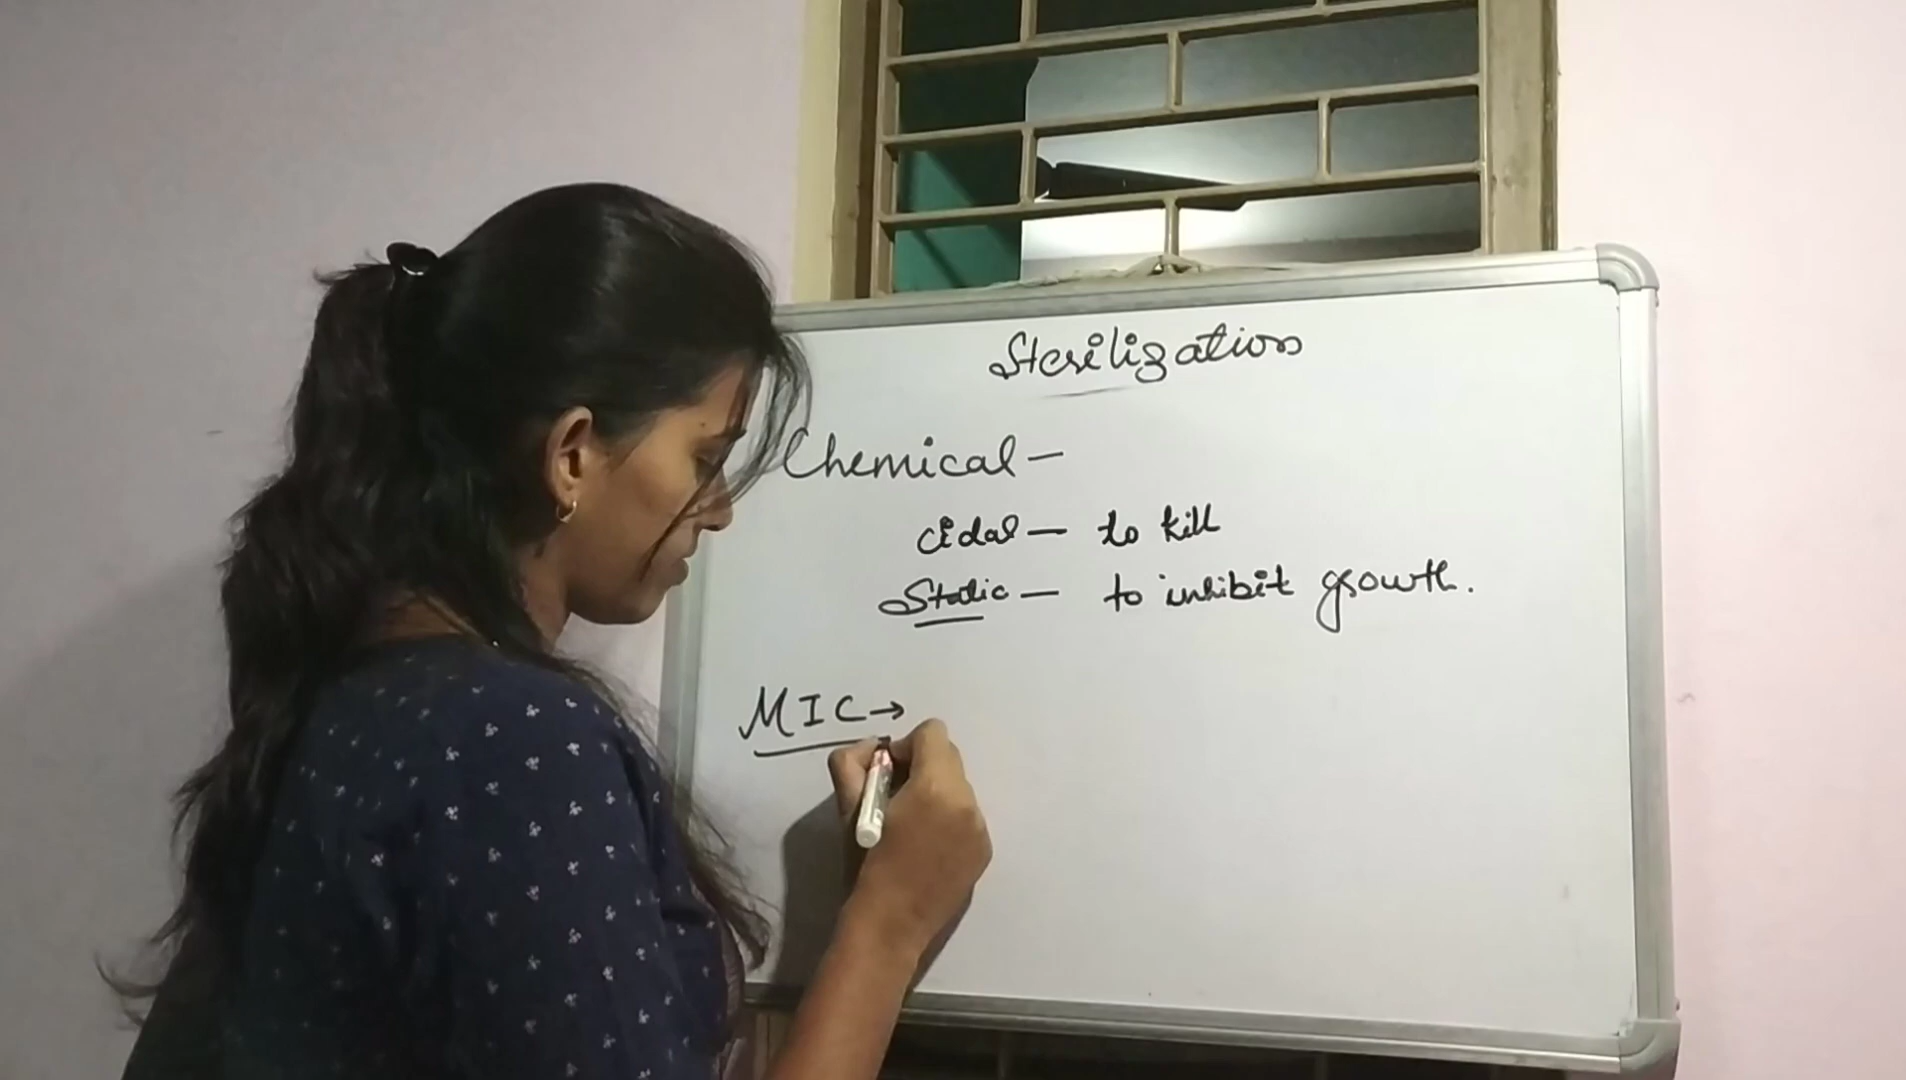 Sterilization
Chemical –
cidal – to kill
Static – to inhibit growth.
MIC →